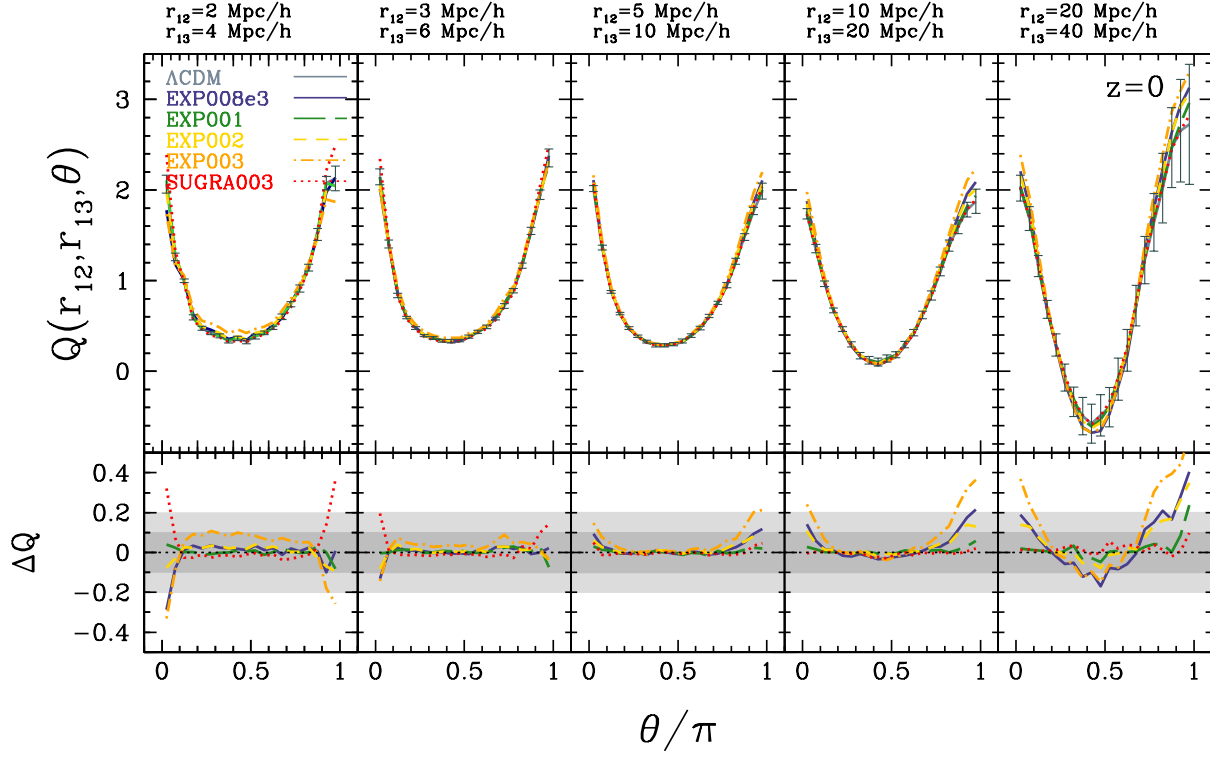 r12=2 Mpc/h r12=3 Mpc/h r12=5 Mpc/h r12=10 Mpc/h r12=20 Mpc/h
r13=4 Mpc/h r13=6 Mpc/h r13=10 Mpc/h r13=20 Mpc/h r13=40 Mpc/h
ΛCDM
EXP008e3
EXP001
EXP002
EXP003
SUGRA003
z=0
3
2
1
0
Q(r12,r13,θ)
0.4
0.2
0
−0.2
−0.4
ΔQ
0 0.5 1 0 0.5 1 0 0.5 1 0 0.5 1 0 0.5 1
θ/π